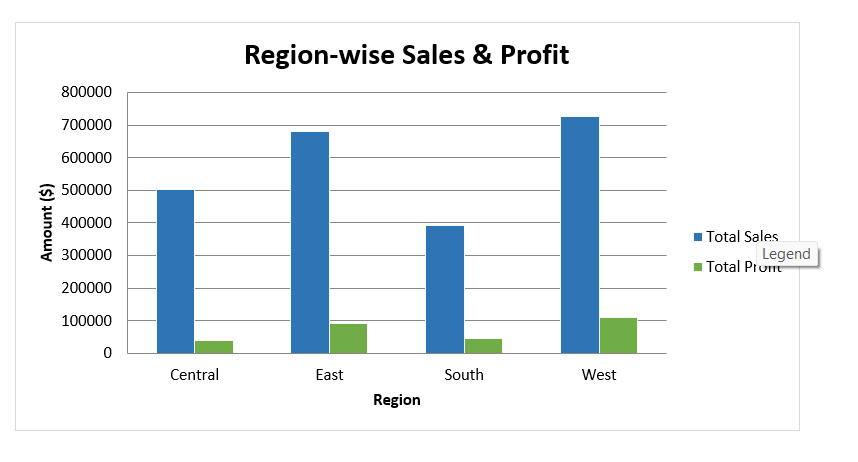 Region-wise Sales & Profit
800000
700000
600000
500000
400000
300000
200000
100000
0
Amount ($)
Central East South West
Region
Total Sales
Legend
Total Profit